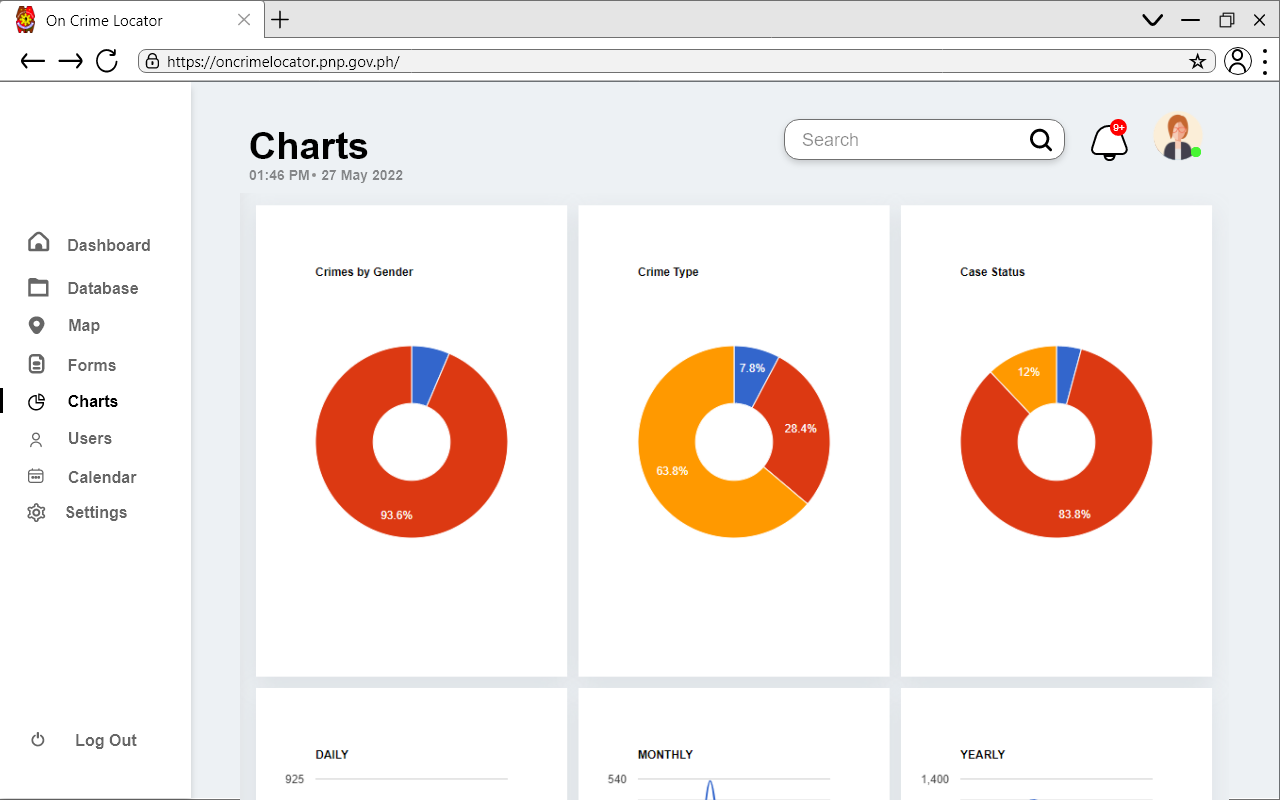 On Crime Locator
https://oncrimelocator.pnp.gov.ph/
Charts
01:46 PM• 27 May 2022
Search
9+
Dashboard
Database
Map
Forms
Charts
Users
Calendar
Settings
Log Out
Crimes by Gender
93.6%
Crime Type
7.8%
28.4%
63.8%
Case Status
12%
83.8%
DAILY
925
MONTHLY
540
YEARLY
1,400